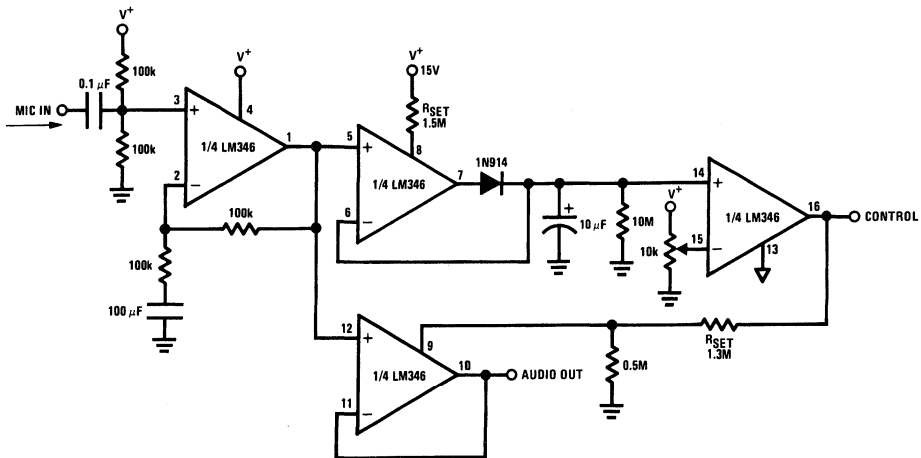 V+
100k
0.1 μF
MIC IN
100k
3
+
V+
4
1/4 LM346
1
2
−
100k
100k
100 μF
V+
15V
RSET
1.5M
5
+
8
1/4 LM346
7
6
−
1N914
+
10 μF
10M
V+
10k
14
+
1/4 LM346
16
CONTROL
15
−
13
12
+
9
1/4 LM346
10
AUDIO OUT
11
−
0.5M
RSET
1.3M